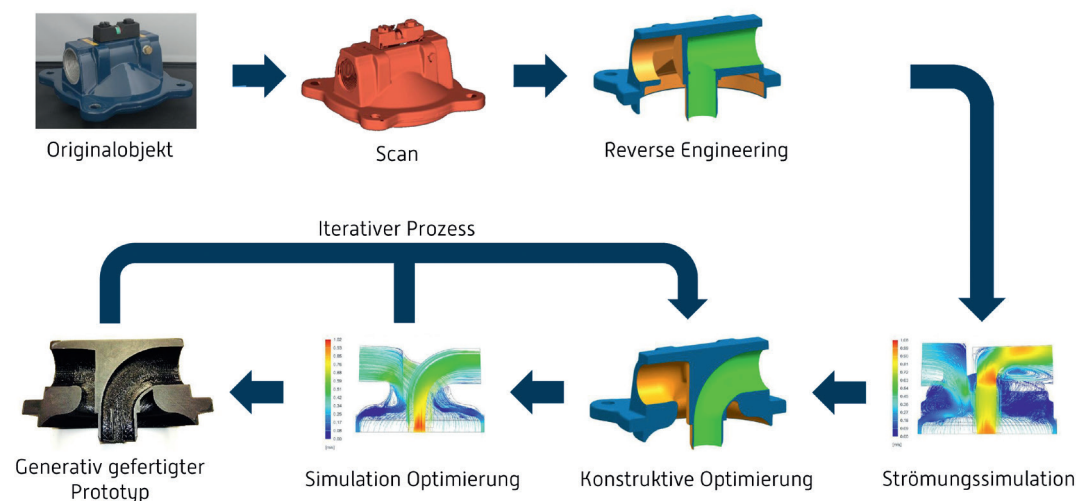 Originalobjekt
Scan
Reverse Engineering
Iterativer Prozess
Generativ gefertigter
Prototyp
Simulation Optimierung
Konstruktive Optimierung
Strömungssimulation